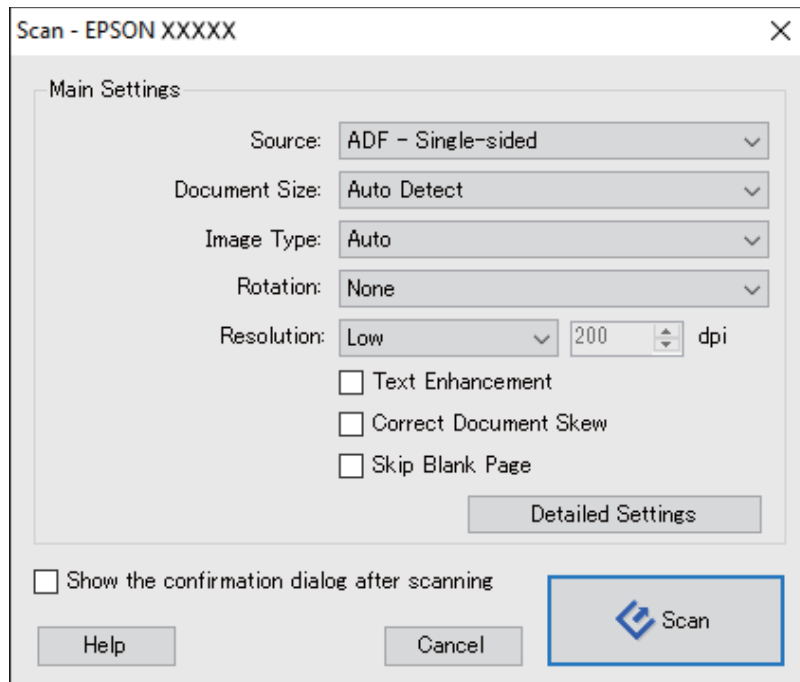 Scan - EPSON XXXXX
Main Settings
Source: ADF - Single-sided
Document Size: Auto Detect
Image Type: Auto
Rotation: None
Resolution: Low 200 dpi
Text Enhancement
Correct Document Skew
Skip Blank Page
Detailed Settings
Show the confirmation dialog after scanning
Help Cancel Scan